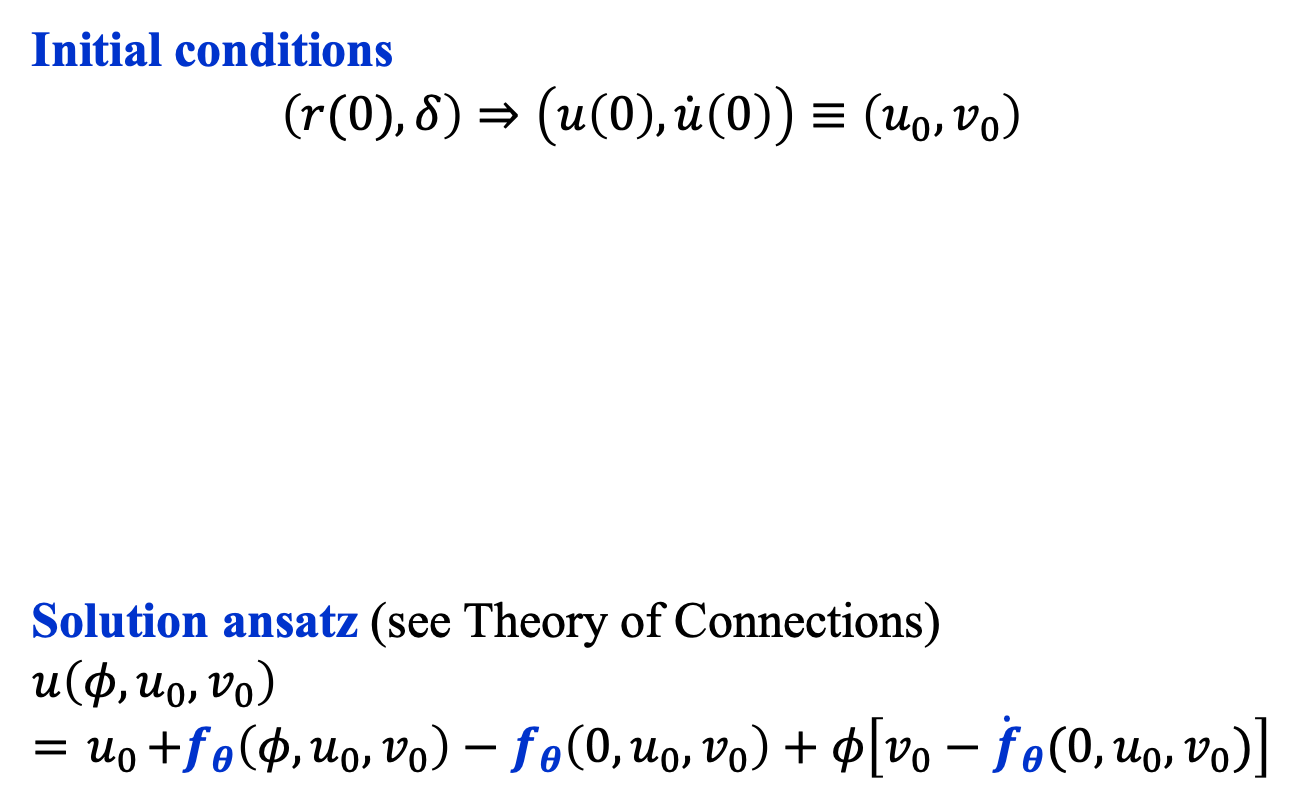 Initial conditions
(r(0), δ) ⇒ (u(0), u̇(0)) ≡ (u₀, v₀)
Solution ansatz (see Theory of Connections)
u(ϕ, u₀, v₀)
= u₀ +f_θ(ϕ, u₀, v₀) − f_θ(0, u₀, v₀) + ϕ[v₀ − ḟ_θ(0, u₀, v₀)]